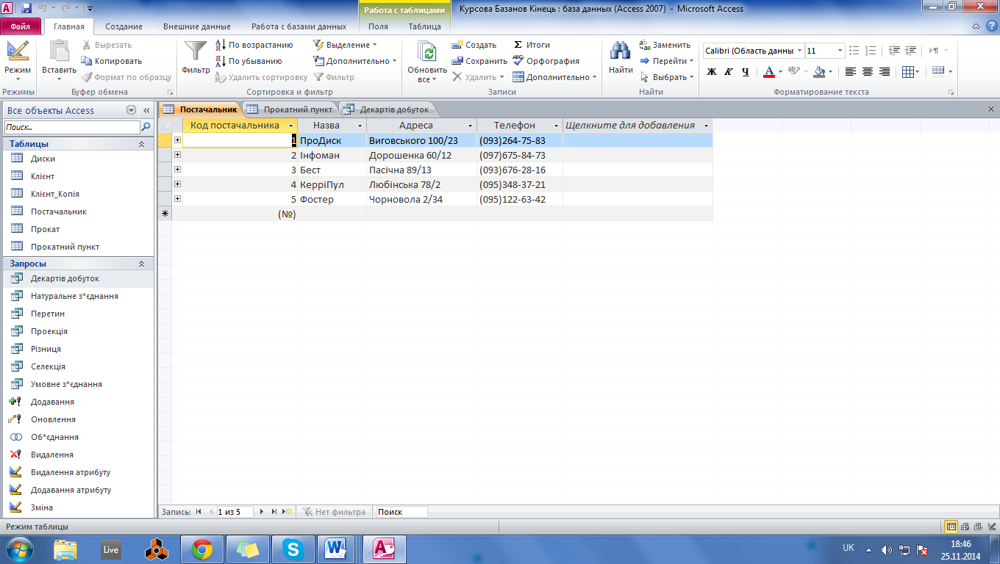 Работа с таблицами
Курсова Базанов Кінець : база данных (Access 2007) - Microsoft Access
Файл Главная Создание Внешние данные Работа с базами данных Поля Таблица
Режим
Режимы
Вставить
Вырезать
Копировать
Формат по образцу
Буфер обмена
Фильтр
По возрастанию
По убыванию
Удалить сортировку
Выделение
Дополнительно
Фильтр
Сортировка и фильтр
Обновить все
Создать
Сохранить
Удалить
Итоги
Орфография
Дополнительно
Записи
Найти
Заменить
Перейти
Выбрать
Найти
Calibri (Область данны 11
Ж К Ч
Форматирование текста
Все объекты Access
Поиск...
Таблицы
Диски
Клієнт
Клієнт_Копія
Постачальник
Прокат
Прокатний пункт
Запросы
Декартів добуток
Натуральне з*єднання
Перетин
Проекція
Різниця
Селекція
Умовне з*єднання
Додавання
Оновлення
Об*єднання
Видалення
Видалення атрибуту
Додавання атрибуту
Зміна
Постачальник Прокатний пункт Декартів добуток
Код постачальника Назва Адреса Телефон Щелкните для добавления
1 ПроДиск Виговського 100/23 (093)264-75-83
2 Інфоман Дорошенка 60/12 (097)675-84-73
3 Бест Пасічна 89/13 (093)676-28-16
4 КерріПул Любінська 78/2 (095)348-37-21
5 Фостер Чорновола 2/34 (095)122-63-42
(№)
Запись: 1 из 5 Нет фильтра Поиск
Режим таблицы
Live
UK
18:46
25.11.2014